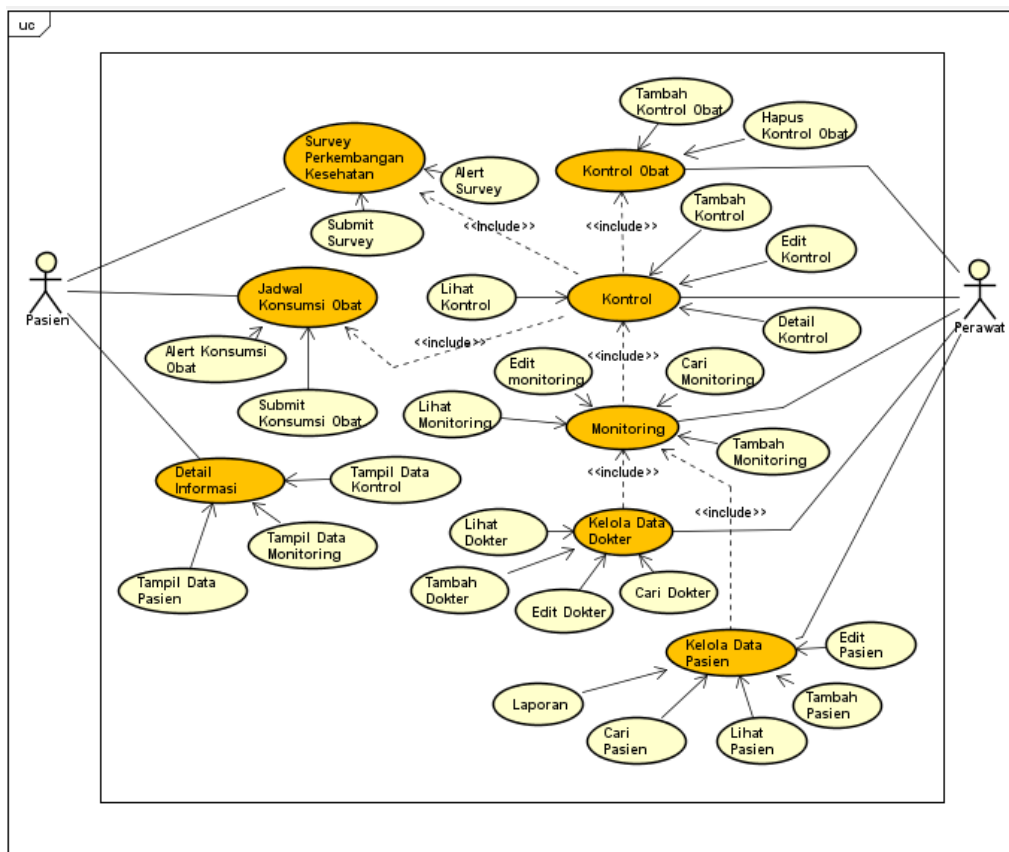 uc
Tambah
Kontrol Obat
Hapus
Kontrol Obat
Survey
Perkembangan
Kesehatan
Kontrol Obat
Alert
Survey
Tambah
Kontrol
Submit
Survey
<<include>>
<<include>>
Edit
Kontrol
Pasien
Jadwal
Konsumsi Obat
Lihat
Kontrol
Kontrol
Perawat
Detail
Kontrol
Alert Konsumsi
Obat
<<include>>
<<include>>
Edit
monitoring
Cari
Monitoring
Submit
Konsumsi Obat
Lihat
Monitoring
Monitoring
Tambah
Monitoring
Detail
Informasi
Tampil Data
Kontrol
<<include>>
<<include>>
Tampil Data
Monitoring
Lihat
Dokter
Kelola Data
Dokter
Tampil Data
Pasien
Tambah
Dokter
Edit Dokter
Cari Dokter
Kelola Data
Pasien
Edit
Pasien
Laporan
Tambah
Pasien
Cari
Pasien
Lihat
Pasien